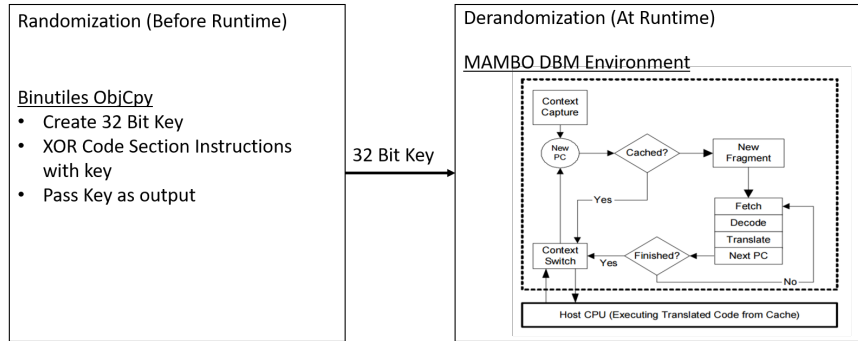 Randomization (Before Runtime)
Binutiles ObjCpy
• Create 32 Bit Key
• XOR Code Section Instructions
with key
• Pass Key as output
32 Bit Key
Derandomization (At Runtime)
MAMBO DBM Environment
Context
Capture
New
PC
Cached?
New
Fragment
Yes
Fetch
Decode
Translate
Next PC
Context
Switch
Yes
Finished?
No
Host CPU (Executing Translated Code from Cache)